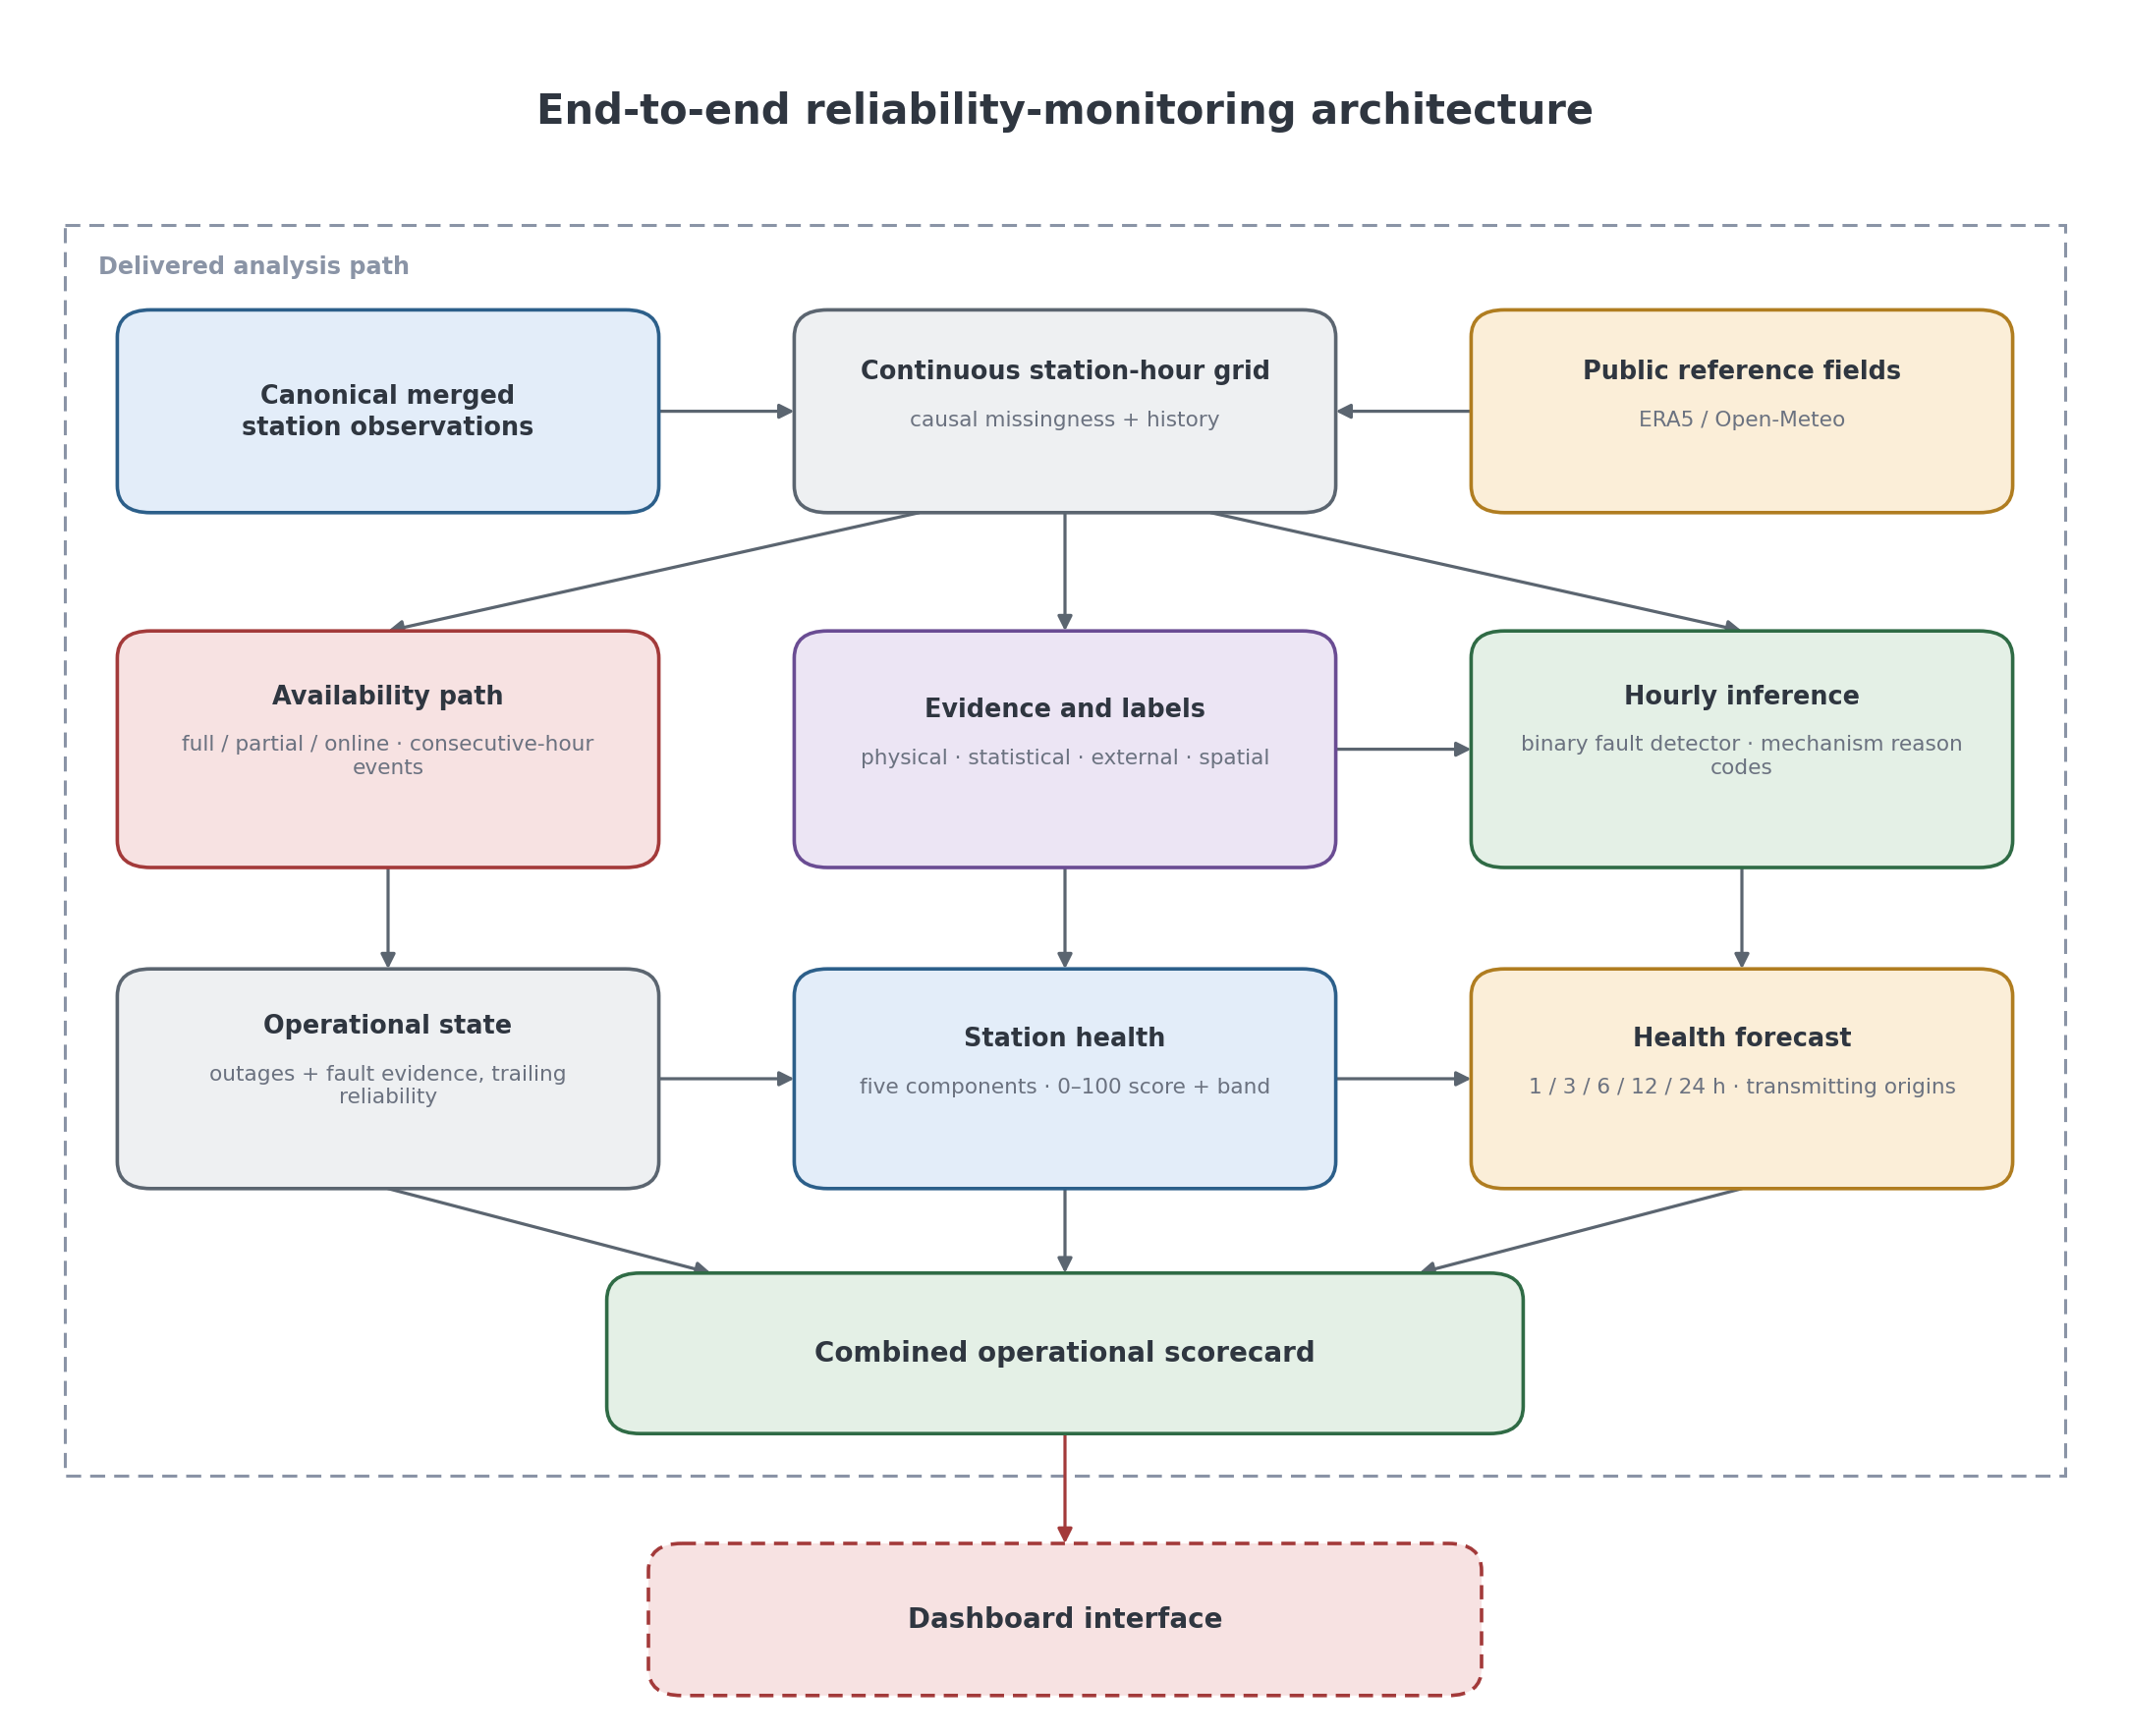 End-to-end reliability-monitoring architecture
Delivered analysis path
Canonical merged
station observations
Continuous station-hour grid
causal missingness + history
Public reference fields
ERA5 / Open-Meteo
Availability path
full / partial / online · consecutive-hour
events
Evidence and labels
physical · statistical · external · spatial
Hourly inference
binary fault detector · mechanism reason
codes
Operational state
outages + fault evidence, trailing
reliability
Station health
five components · 0–100 score + band
Health forecast
1 / 3 / 6 / 12 / 24 h · transmitting origins
Combined operational scorecard
Dashboard interface